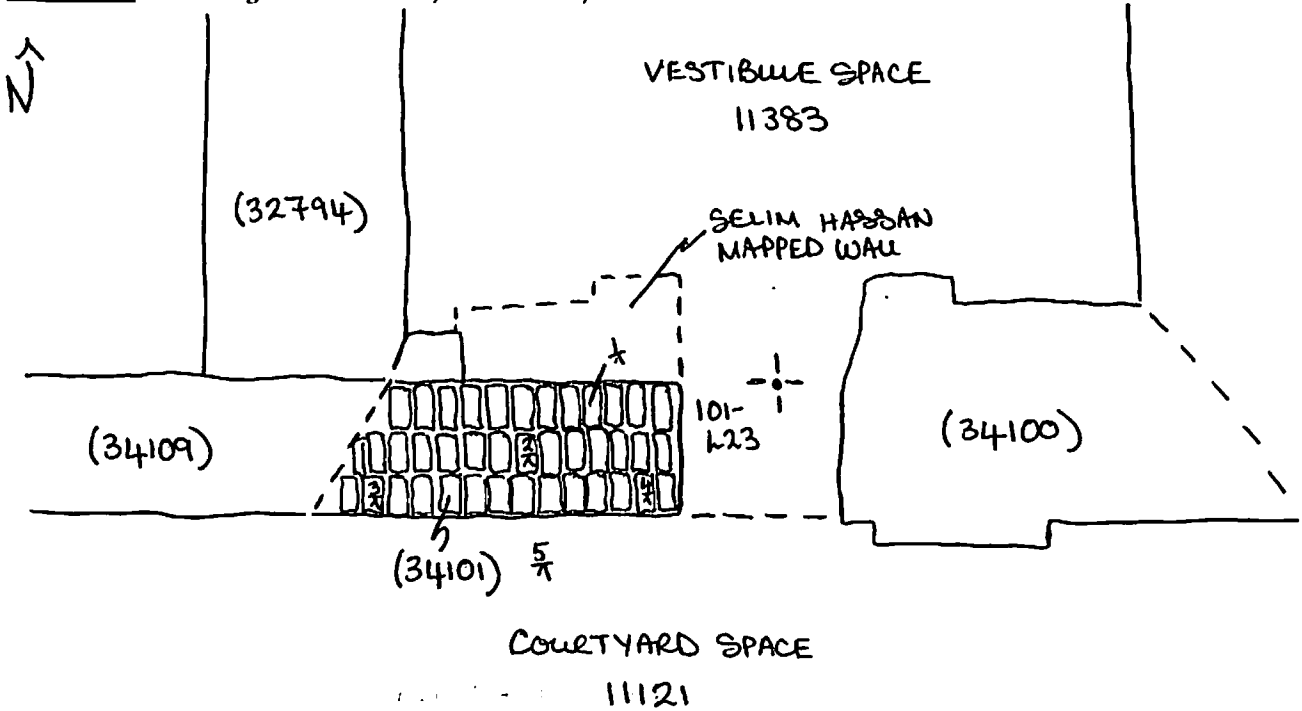 N
VESTIBULE SPACE
11383
(32794)
SELIM HASSAN
MAPPED WALL
(34109)
101-
L23
(34100)
(34101)
COURTYARD SPACE
11121